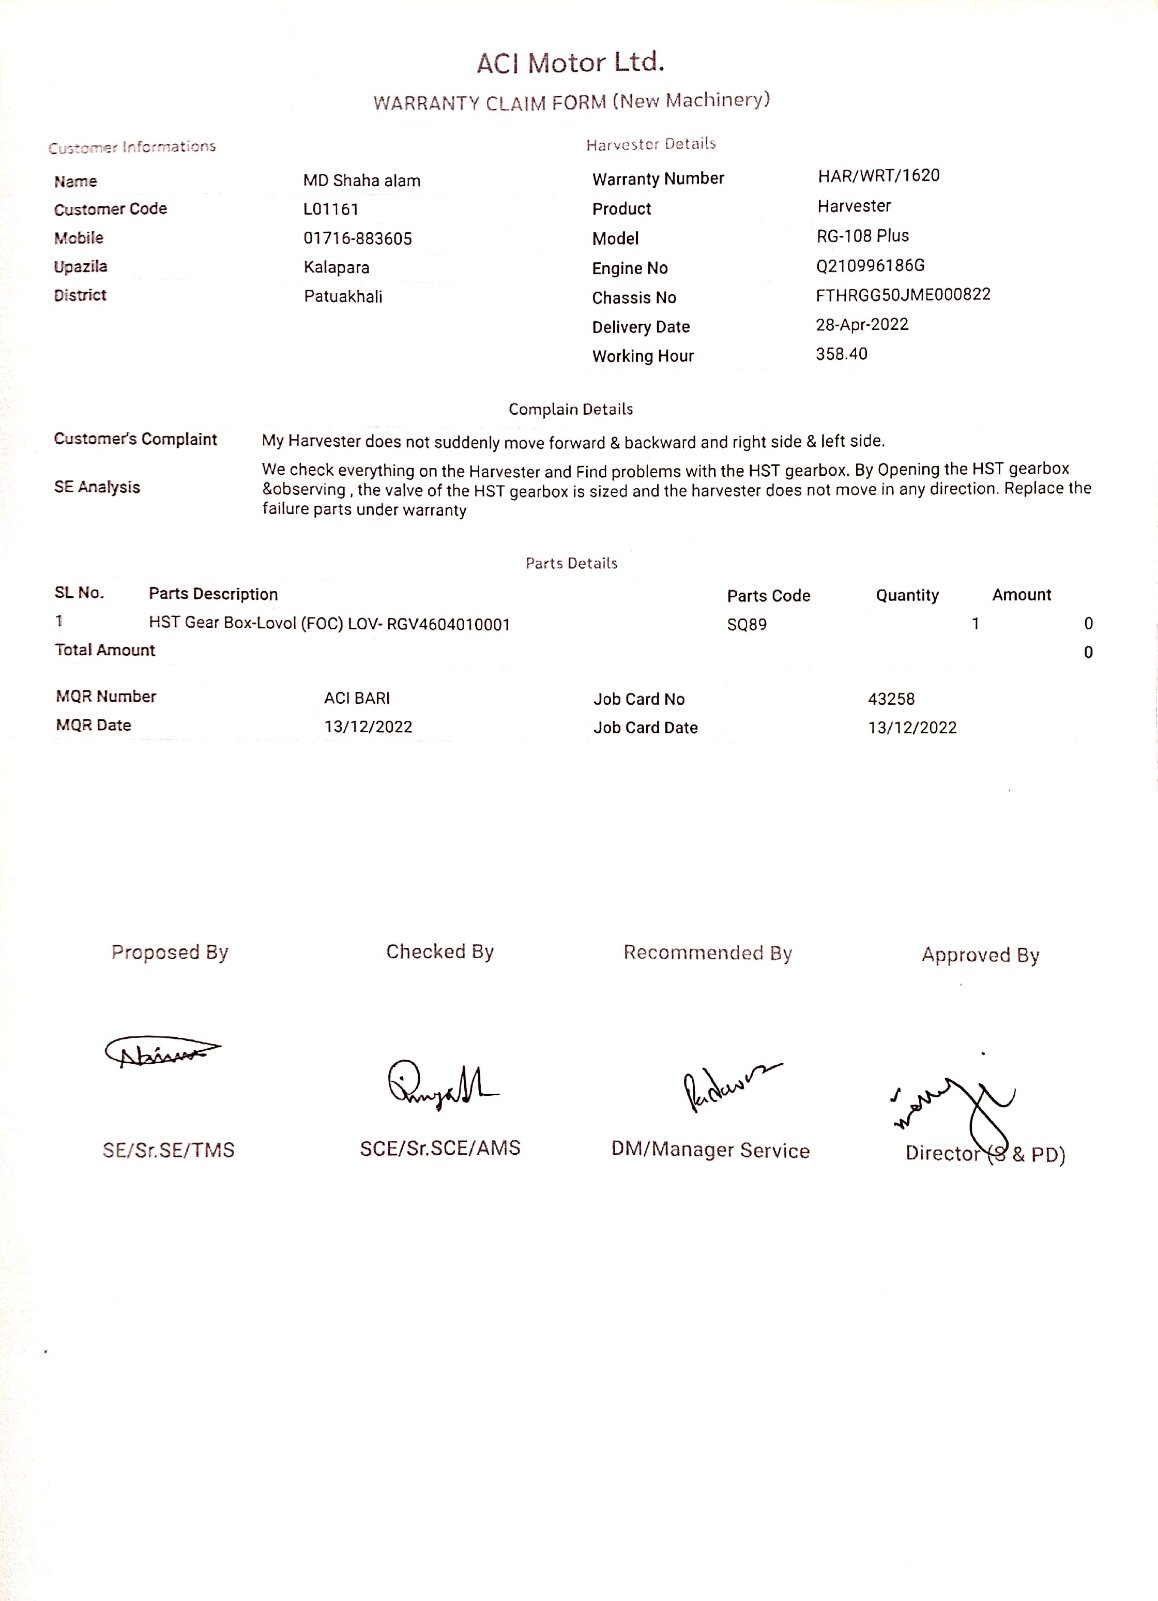 ACI Motor Ltd.
WARRANTY CLAIM FORM (New Machinery)
Customer Informations
Harvester Details
Name MD Shaha alam
Warranty Number HAR/WRT/1620
Customer Code L01161
Product Harvester
Mobile 01716-883605
Model RG-108 Plus
Upazila Kalapara
Engine No Q210996186G
District Patuakhali
Chassis No FTHRGG50JME000822
Delivery Date 28-Apr-2022
Working Hour 358.40
Complain Details
Customer's Complaint My Harvester does not suddenly move forward & backward and right side & left side.
SE Analysis We check everything on the Harvester and Find problems with the HST gearbox. By Opening the HST gearbox
&observing , the valve of the HST gearbox is sized and the harvester does not move in any direction. Replace the
failure parts under warranty
Parts Details
SL No. Parts Description Parts Code Quantity Amount
1 HST Gear Box-Lovol (FOC) LOV- RGV4604010001 SQ89 1 0
Total Amount 0
MQR Number ACI BARI Job Card No 43258
MQR Date 13/12/2022 Job Card Date 13/12/2022
Proposed By Checked By Recommended By Approved By
SE/Sr.SE/TMS SCE/Sr.SCE/AMS DM/Manager Service Director (S & PD)